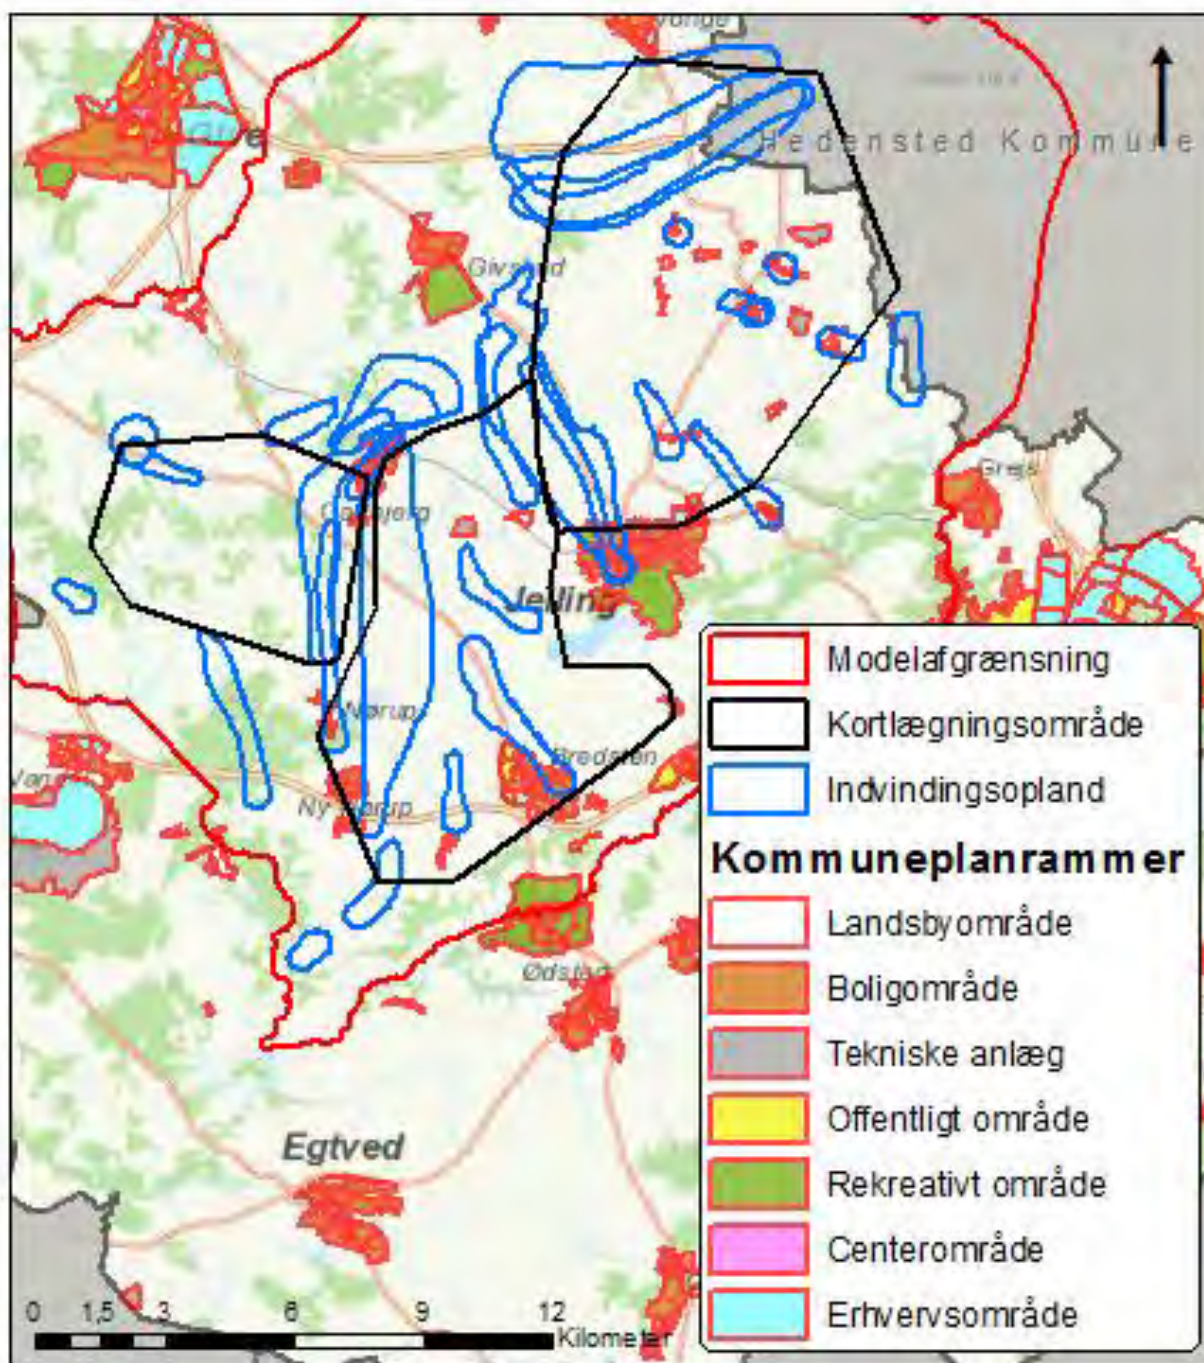 Give
Hedensted Kommune
Givskud
Grejs
Jelling
Nørup
Bredsten
Ny Nørup
Ødsted
Egtved
Modelafgrænsning
Kortlægningsområde
Indvindingsopland
Kommuneplanrammer
Landsbyområde
Boligområde
Tekniske anlæg
Offentligt område
Rekreativt område
Centerområde
Erhvervsområde
0 1,5 3 6 9 12
Kilometer